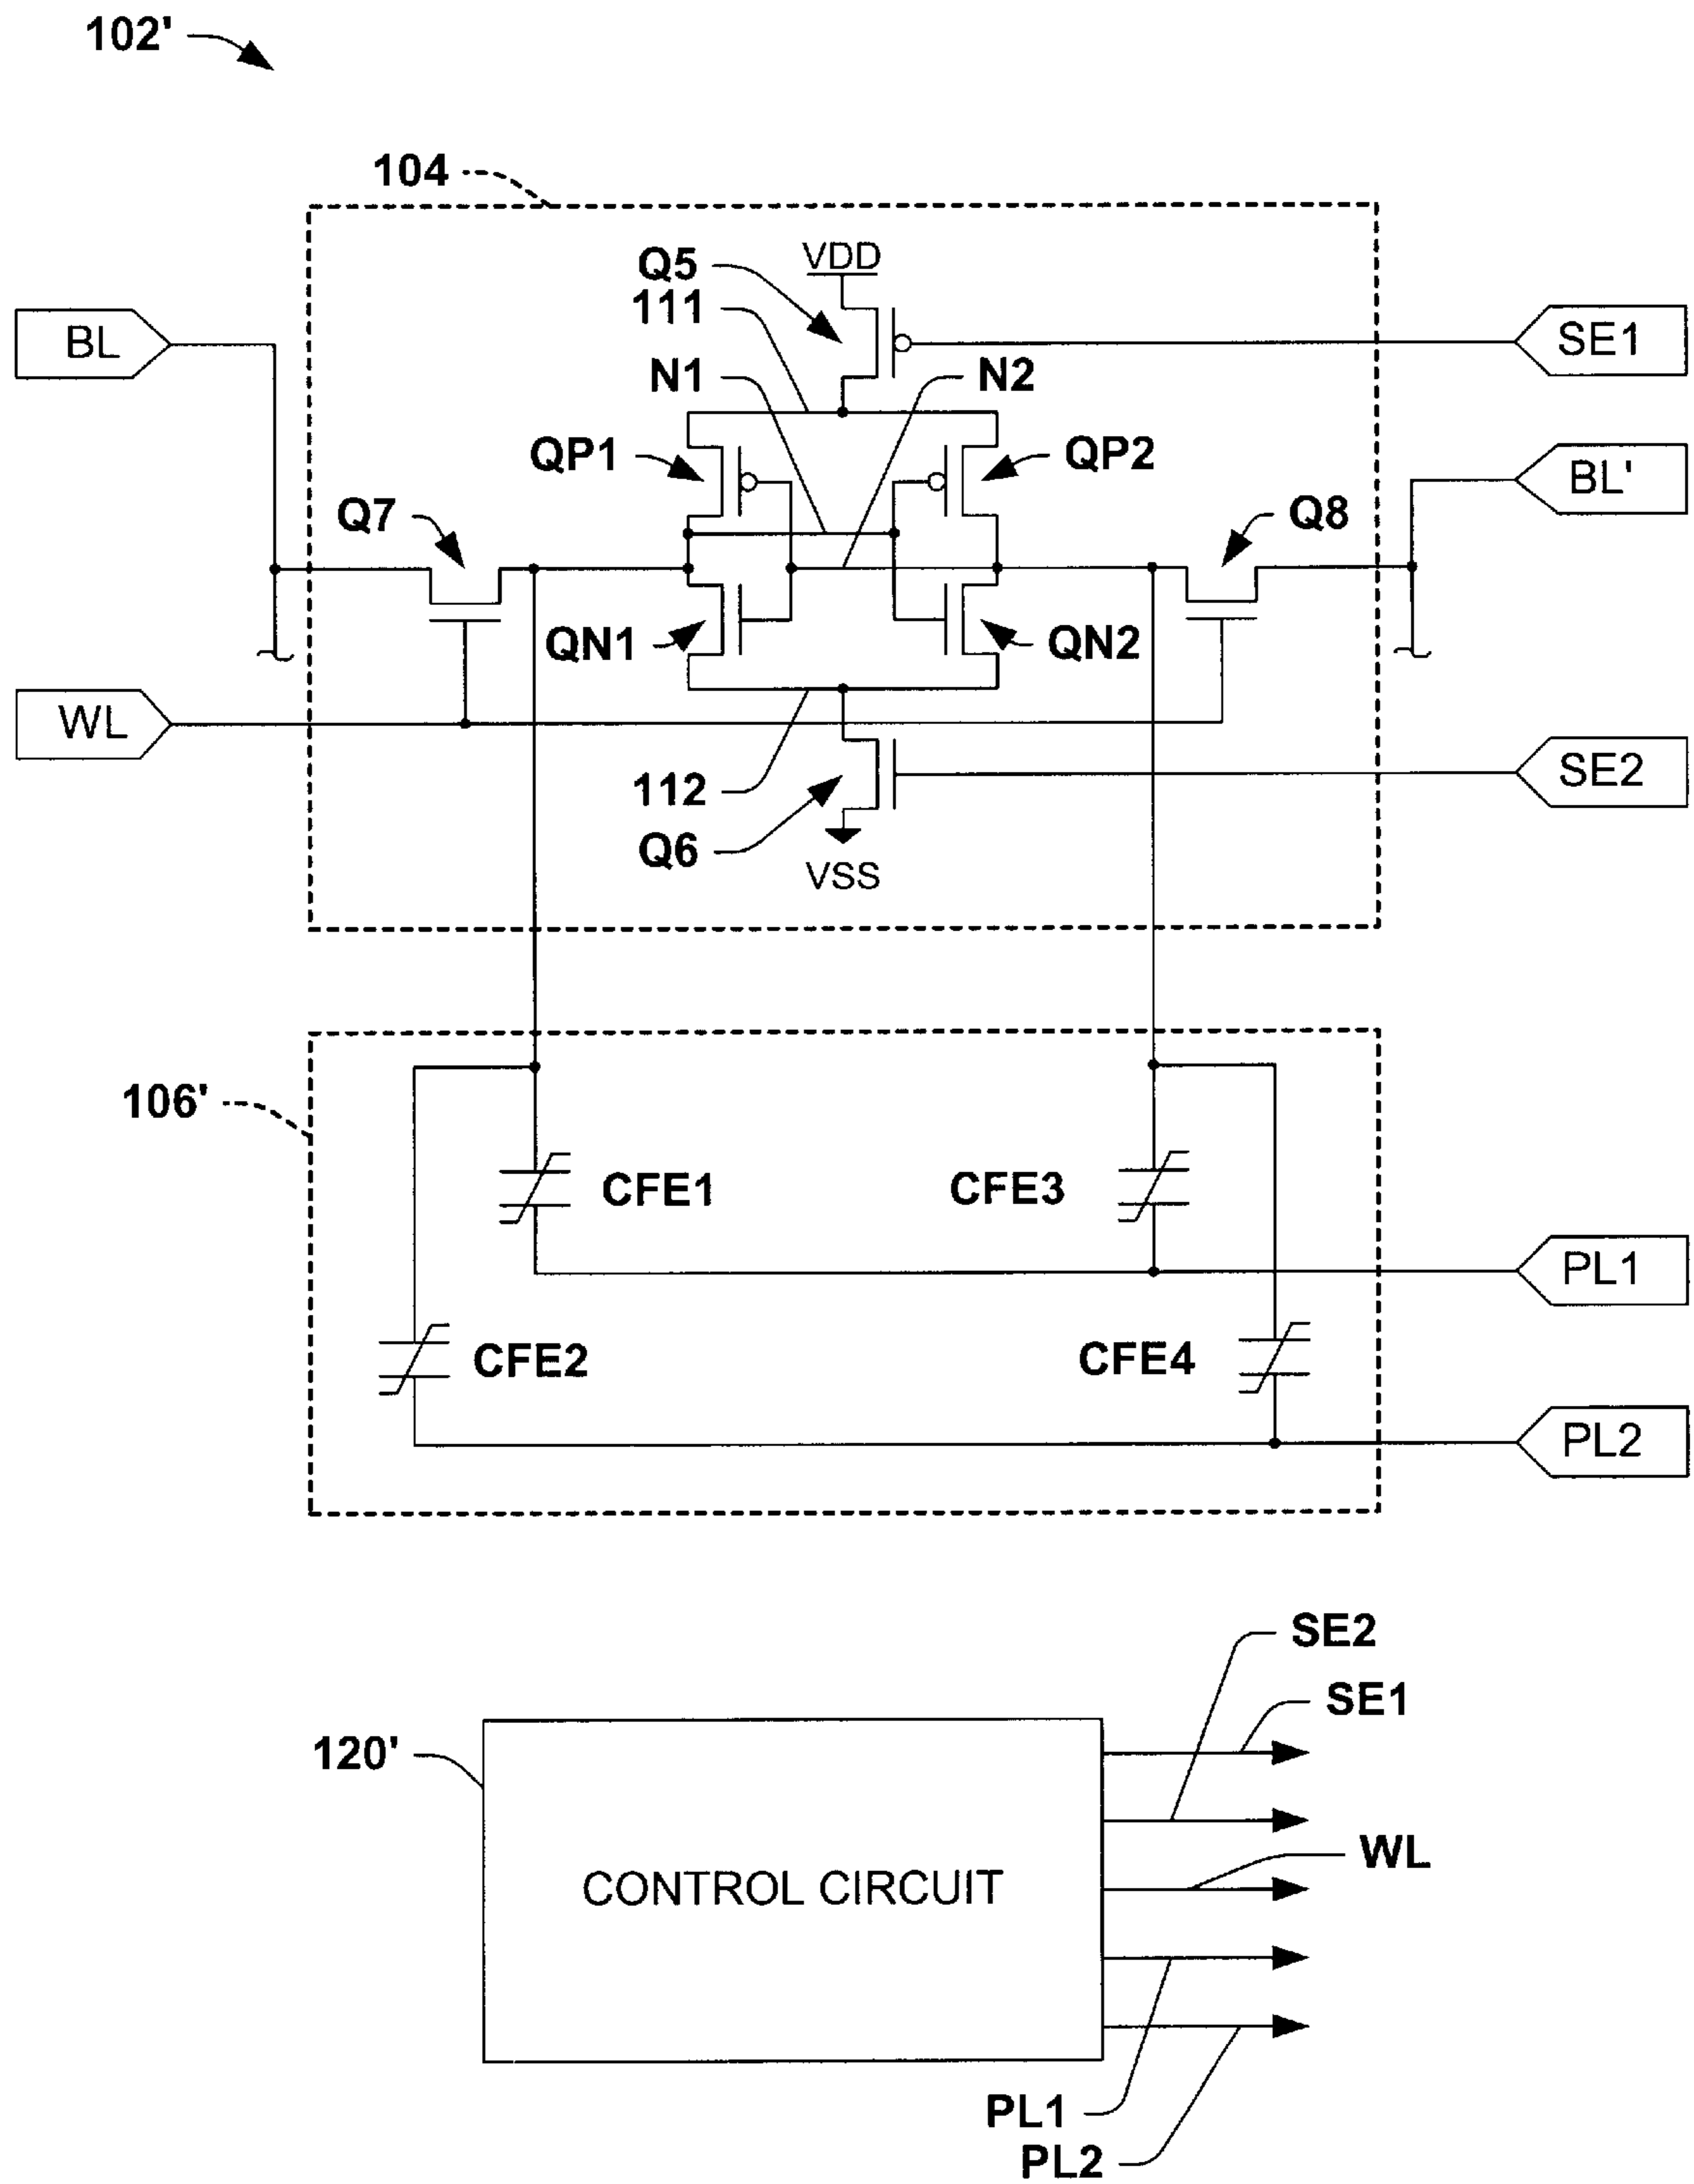 102'
104
VDD
Q5
111
BL
SE1
N1
N2
QP1
QP2
BL'
Q7
Q8
QN1
QN2
WL
112
SE2
Q6
VSS
106'
CFE1
CFE3
PL1
CFE2
CFE4
PL2
SE2
SE1
120'
WL
CONTROL CIRCUIT
PL1
PL2